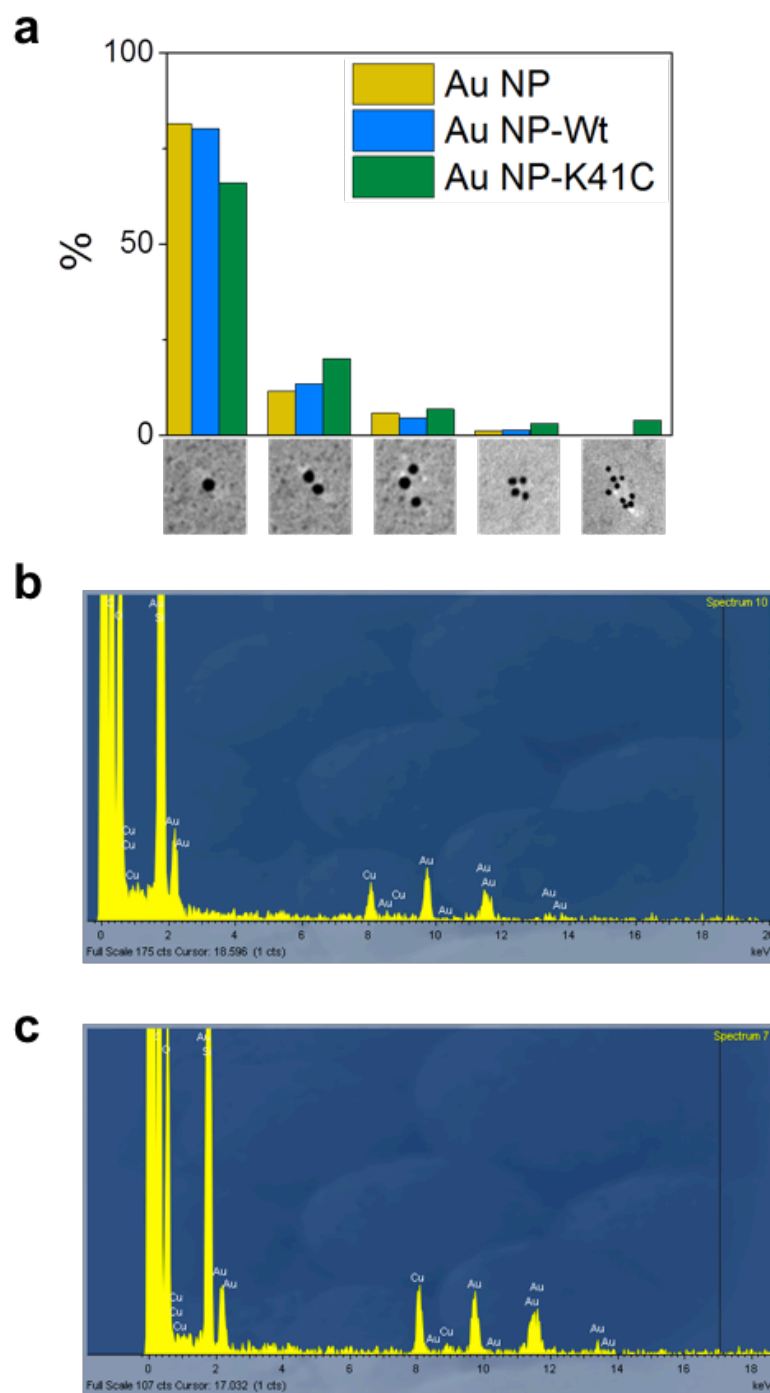 a
100
50
0
%
Au NP
Au NP-Wt
Au NP-K41C
b
Spectrum 10
O
Si
Cu
Cu
Cu
Au
Au
Cu
Au
Cu
Au
Au
Au
Au
Au
Au
0 2 4 6 8 10 12 14 16 18 20
Full Scale 175 cts Cursor: 18.596 (1 cts)
keV
c
Spectrum 7
O
Cu
Cu
Cu
Au
Au
Cu
Au
Cu
Au
Au
Au
Au
Au
Au
0 2 4 6 8 10 12 14 16 18
Full Scale 107 cts Cursor: 17.032 (1 cts)
keV